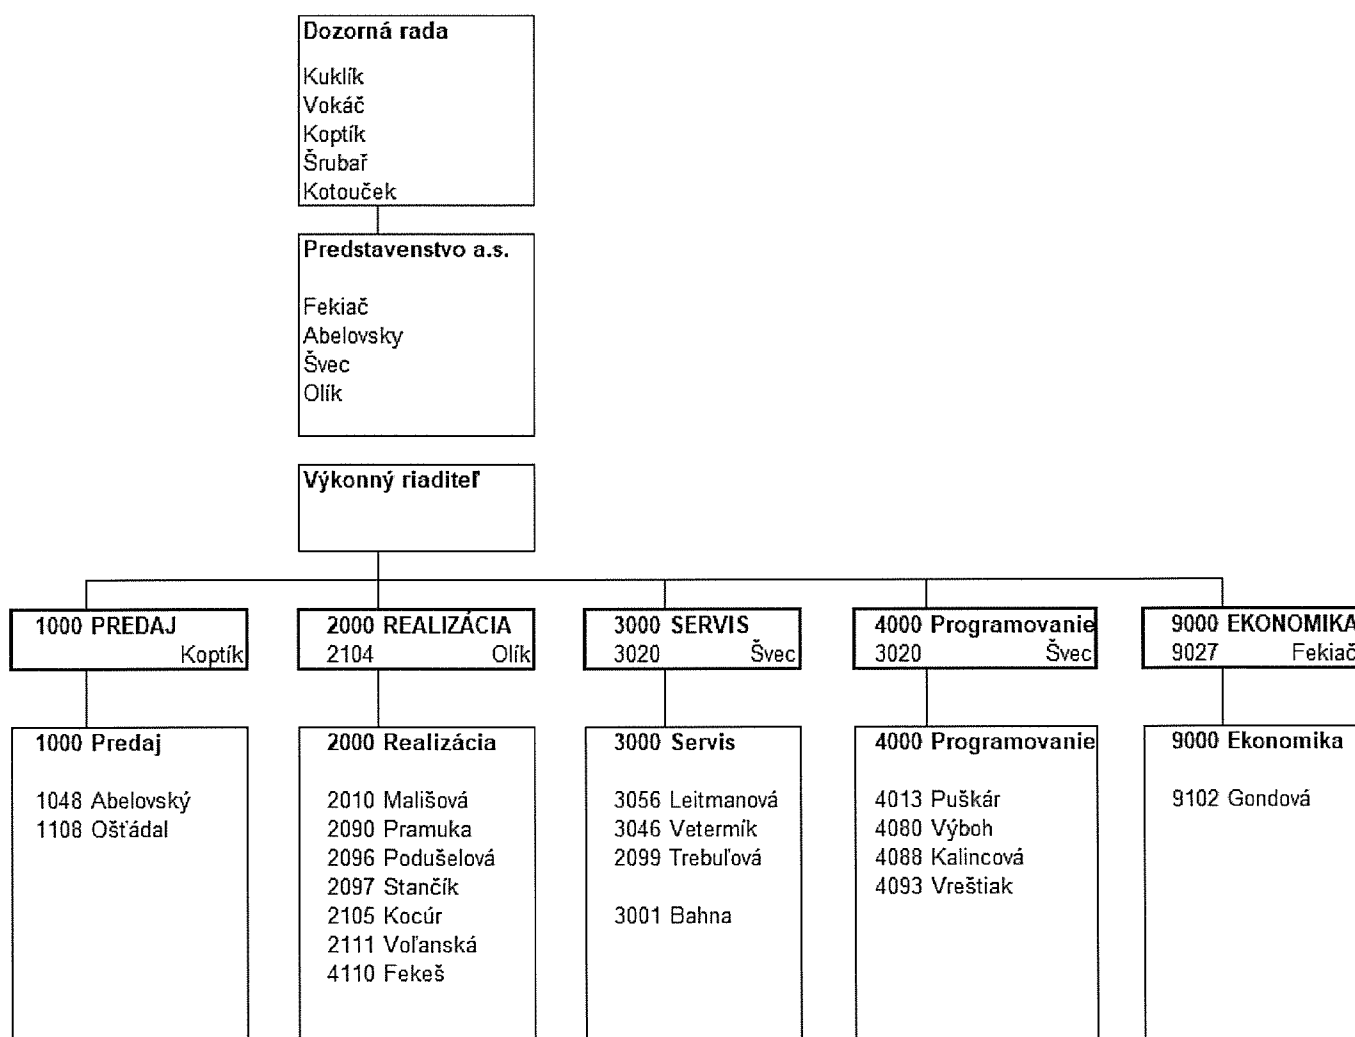 Dozorná rada
Kuklík
Vokáč
Koptík
Šrubař
Kotouček
Predstavenstvo a.s.
Fekiač
Abelovsky
Švec
Olík
Výkonný riaditeľ
1000 PREDAJ
Koptík
2000 REALIZÁCIA
2104 Olík
3000 SERVIS
3020 Švec
4000 Programovanie
3020 Švec
9000 EKONOMIKA
9027 Fekiač
1000 Predaj
1048 Abelovský
1108 Ošťádal
2000 Realizácia
2010 Mališová
2090 Pramuka
2096 Podušelová
2097 Stančík
2105 Kocúr
2111 Voľanská
4110 Fekeš
3000 Servis
3056 Leitmanová
3046 Vetermík
2099 Trebuľová
3001 Bahna
4000 Programovanie
4013 Puškár
4080 Výboh
4088 Kalincová
4093 Vreštiak
9000 Ekonomika
9102 Gondová